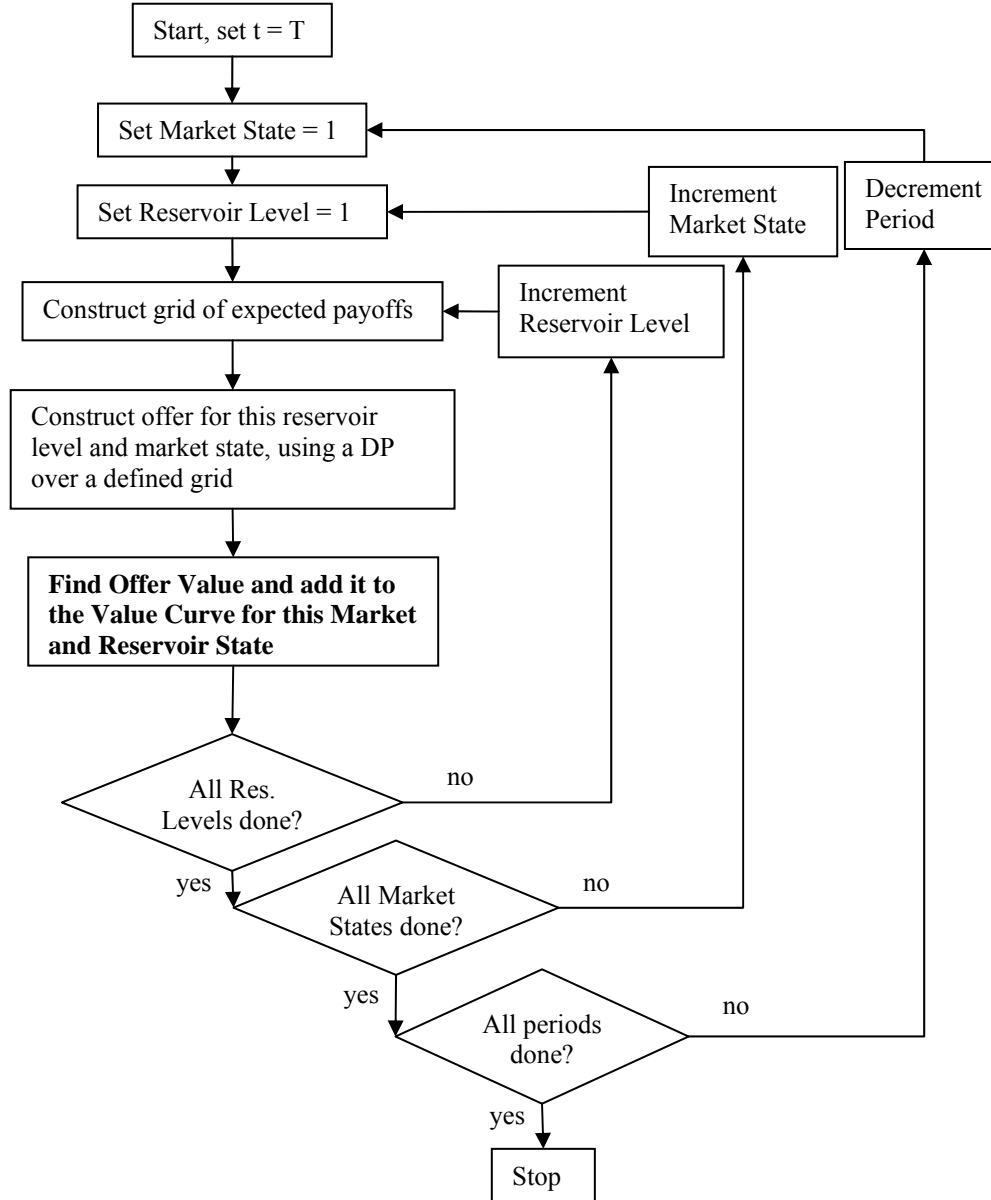 Start, set t = T
Set Market State = 1
Set Reservoir Level = 1
Increment
Market State
Decrement
Period
Construct grid of expected payoffs
Increment
Reservoir Level
Construct offer for this reservoir
level and market state, using a DP
over a defined grid
Find Offer Value and add it to
the Value Curve for this Market
and Reservoir State
All Res.
Levels done?
no
yes
All Market
States done?
no
yes
All periods
done?
no
yes
Stop